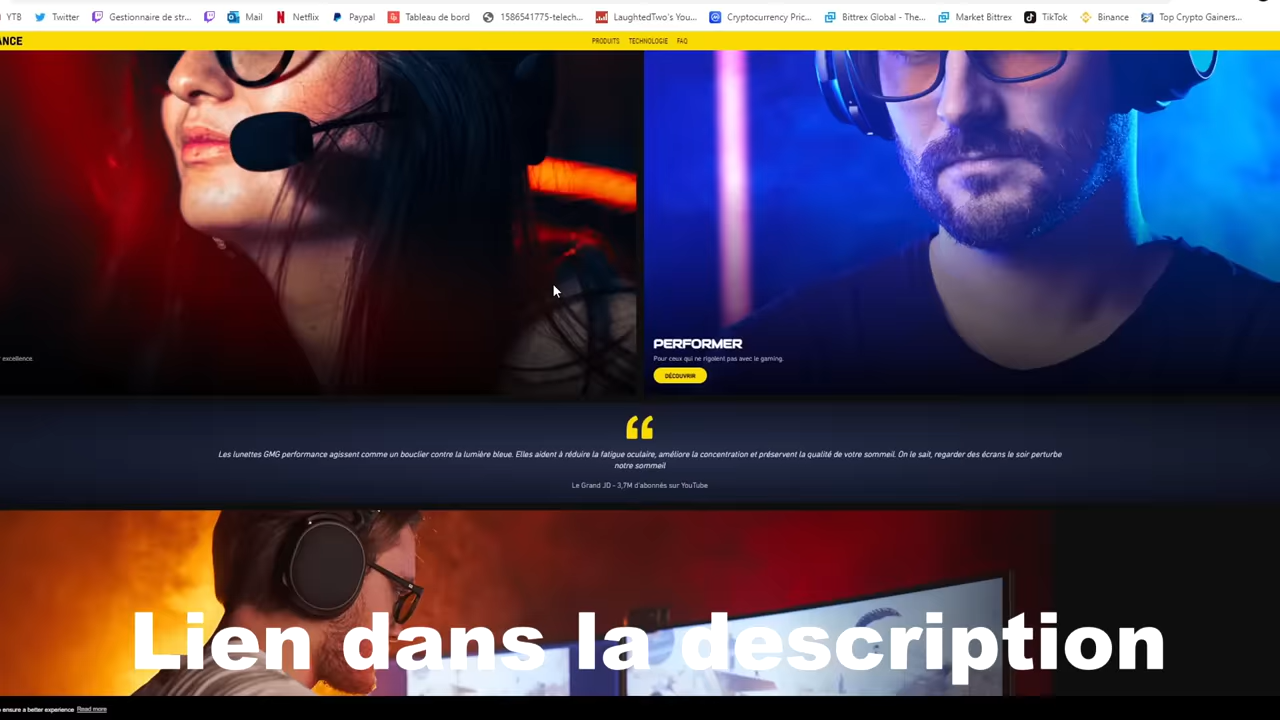 YTB Twitter Gestionnaire de str... Mail Netflix Paypal Tableau de bord 1586541775-telech... LaughtedTwo's You... Cryptocurrency Pric... Bittrex Global - The... Market Bittrex TikTok Binance Top Crypto Gainers...
ANCE PRODUITS TECHNOLOGIE FAQ
PERFORMER
excellence. Pour ceux qui ne rigolent pas avec le gaming.
DÉCOUVRIR
Les lunettes GMG performance agissent comme un bouclier contre la lumière bleue. Elles aident à réduire la fatigue oculaire, améliore la concentration et préservent la qualité de votre sommeil. On le sait, regarder des écrans le soir perturbe
notre sommeil
Le Grand JD - 3,7M d'abonnés sur YouTube
Lien dans la description
ensure a better experience Read more